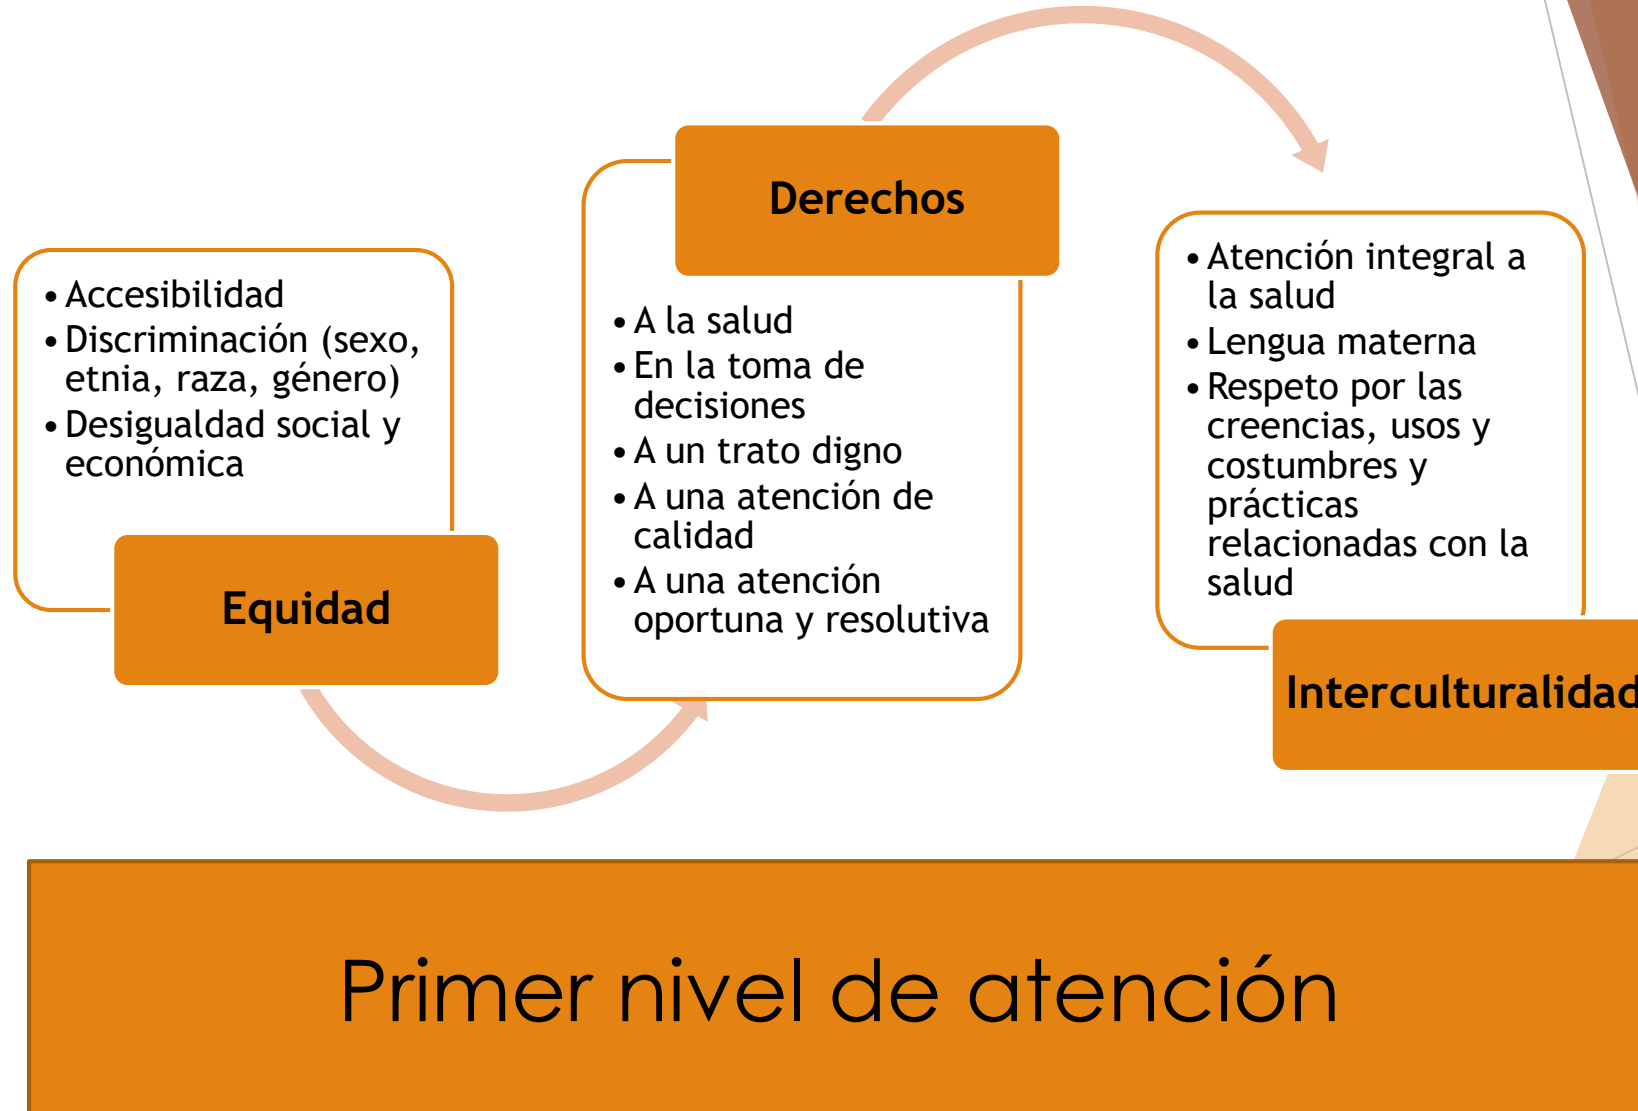 • Accesibilidad
• Discriminación (sexo,
etnia, raza, género)
• Desigualdad social y
económica
Equidad
Derechos
• A la salud
• En la toma de
decisiones
• A un trato digno
• A una atención de
calidad
• A una atención
oportuna y resolutiva
• Atención integral a
la salud
• Lengua materna
• Respeto por las
creencias, usos y
costumbres y
prácticas
relacionadas con la
salud
Interculturalidad
Primer nivel de atención